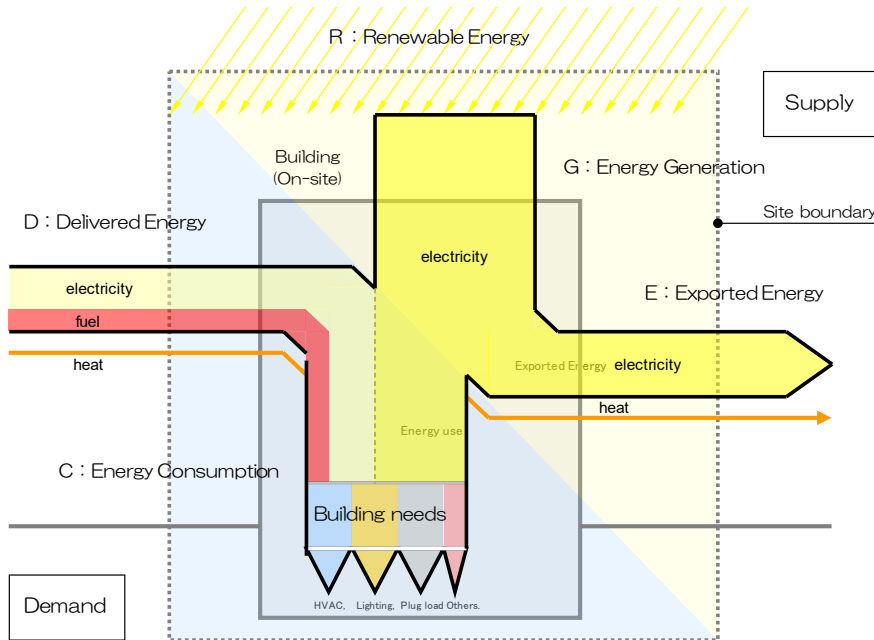 R：Renewable Energy
Supply
Building
(On-site)
G：Energy Generation
D：Delivered Energy
Site boundary
electricity
electricity
E：Exported Energy
fuel
heat
Exported Energy
electricity
heat
Energy use
C：Energy Consumption
Building needs
HVAC, Lighting, Plug load Others.
Demand